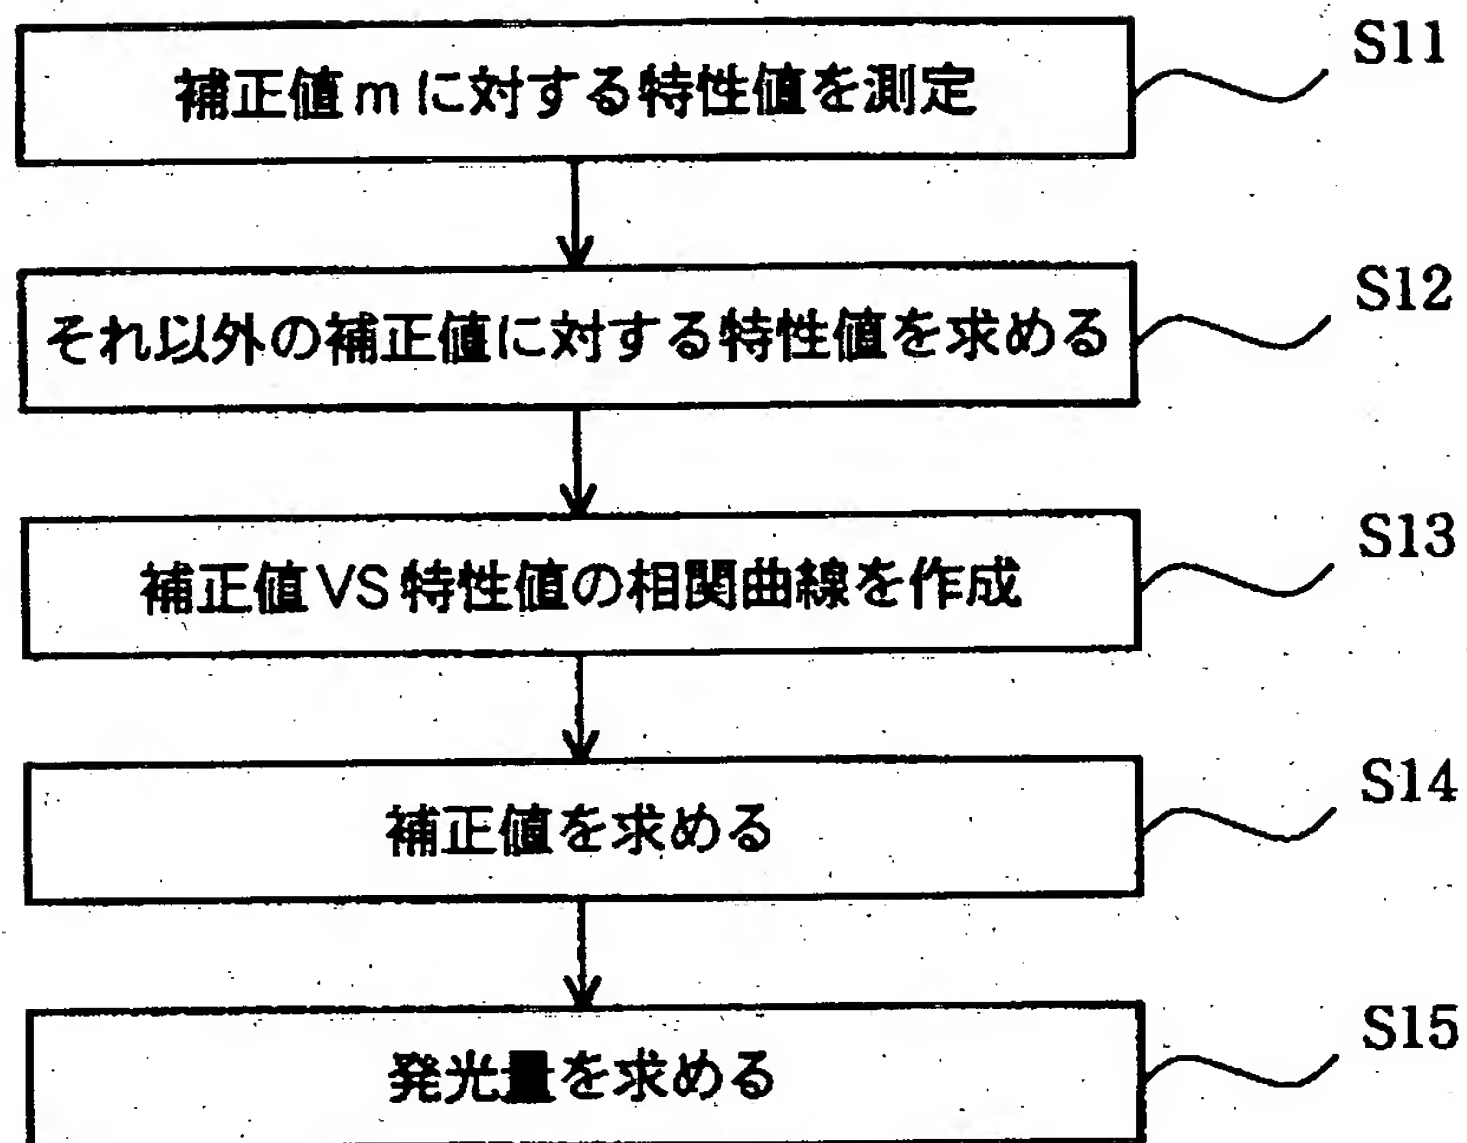 補正値mに対する特性値を測定
S11
それ以外の補正値に対する特性値を求める
S12
補正値VS特性値の相関曲線を作成
S13
補正値を求める
S14
発光量を求める
S15